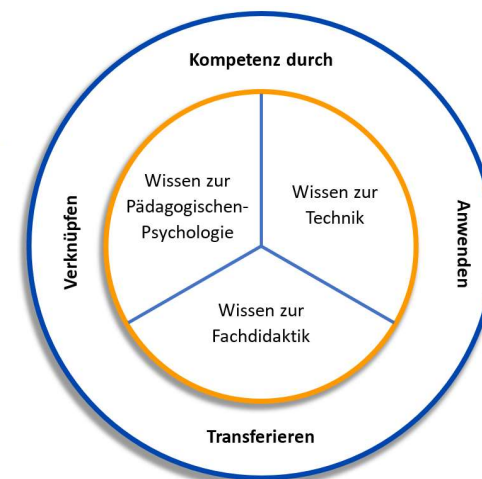 Kompetenz durch
Wissen zur
Pädagogischen-
Psychologie
Wissen zur
Technik
Verknüpfen
Anwenden
Wissen zur
Fachdidaktik
Transferieren